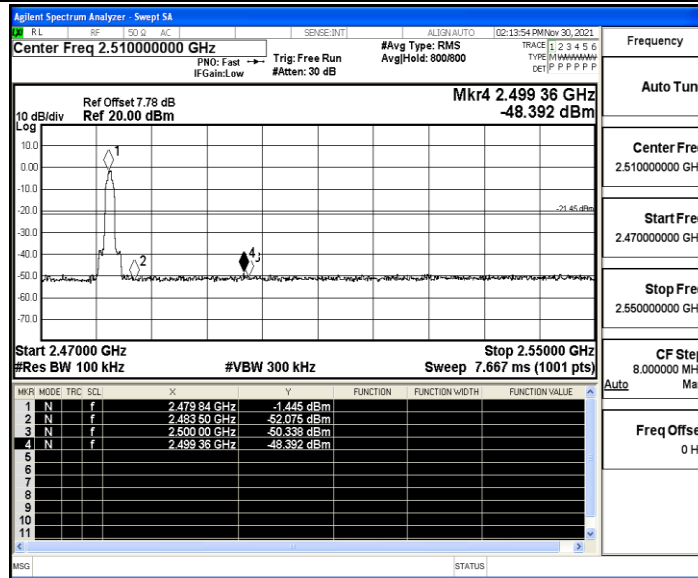 Agilent Spectrum Analyzer - Swept SA
RL RF 50 Ω AC SENSE:INT ALIGN AUTO 02:13:54 PM Nov 30, 2021
Center Freq 2.510000000 GHz
PNO: Fast
IFGain:Low
Trig: Free Run
#Atten: 30 dB
#Avg Type: RMS
Avg|Hold: 800/800
TRACE 1 2 3 4 5 6
TYPE M
DET P P P P P P
Ref Offset 7.78 dB
10 dB/div Ref 20.00 dBm
Log
Mkr4 2.499 36 GHz
-48.392 dBm
10.0
0.00
-10.0
-20.0
-30.0
-40.0
-50.0
-60.0
-70.0
1
2
4
3
-21.45 dBm
Start 2.47000 GHz Stop 2.55000 GHz
#Res BW 100 kHz #VBW 300 kHz Sweep 7.667 ms (1001 pts)
MKR MODE TRC SCL X Y FUNCTION FUNCTION WIDTH FUNCTION VALUE
1 N f 2.479 84 GHz -1.445 dBm
2 N f 2.483 50 GHz -52.075 dBm
3 N f 2.500 00 GHz -50.338 dBm
4 N f 2.499 36 GHz -48.392 dBm
5
6
7
8
9
10
11
MSG STATUS
Frequency
Auto Tun
Center Fre
2.510000000 GH
Start Fre
2.470000000 GH
Stop Fre
2.550000000 GH
CF Step
8.000000 MH
Auto Ma
Freq Offse
0 H